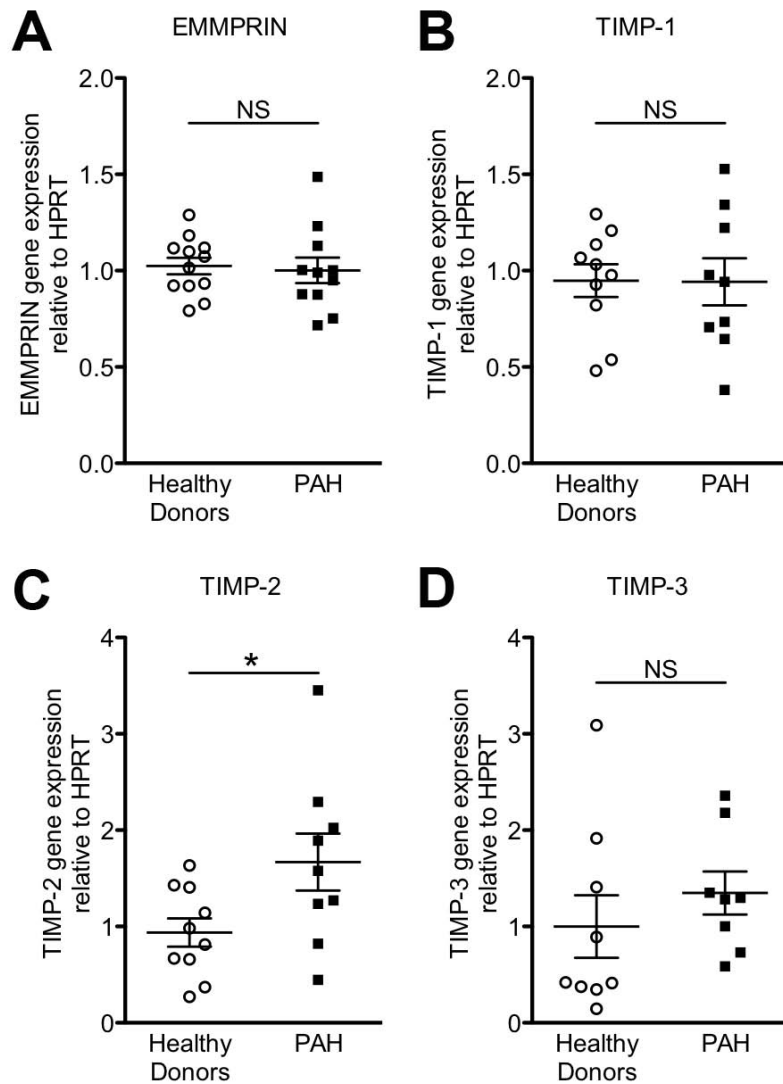 A
EMMPRIN
EMMPRIN gene expression
relative to HPRT
2.0
1.5
1.0
0.5
0.0
NS
Healthy
Donors
PAH
B
TIMP-1
TIMP-1 gene expression
relative to HPRT
2.0
1.5
1.0
0.5
0.0
NS
Healthy
Donors
PAH
C
TIMP-2
TIMP-2 gene expression
relative to HPRT
4
3
2
1
0
*
Healthy
Donors
PAH
D
TIMP-3
TIMP-3 gene expression
relative to HPRT
4
3
2
1
0
NS
Healthy
Donors
PAH